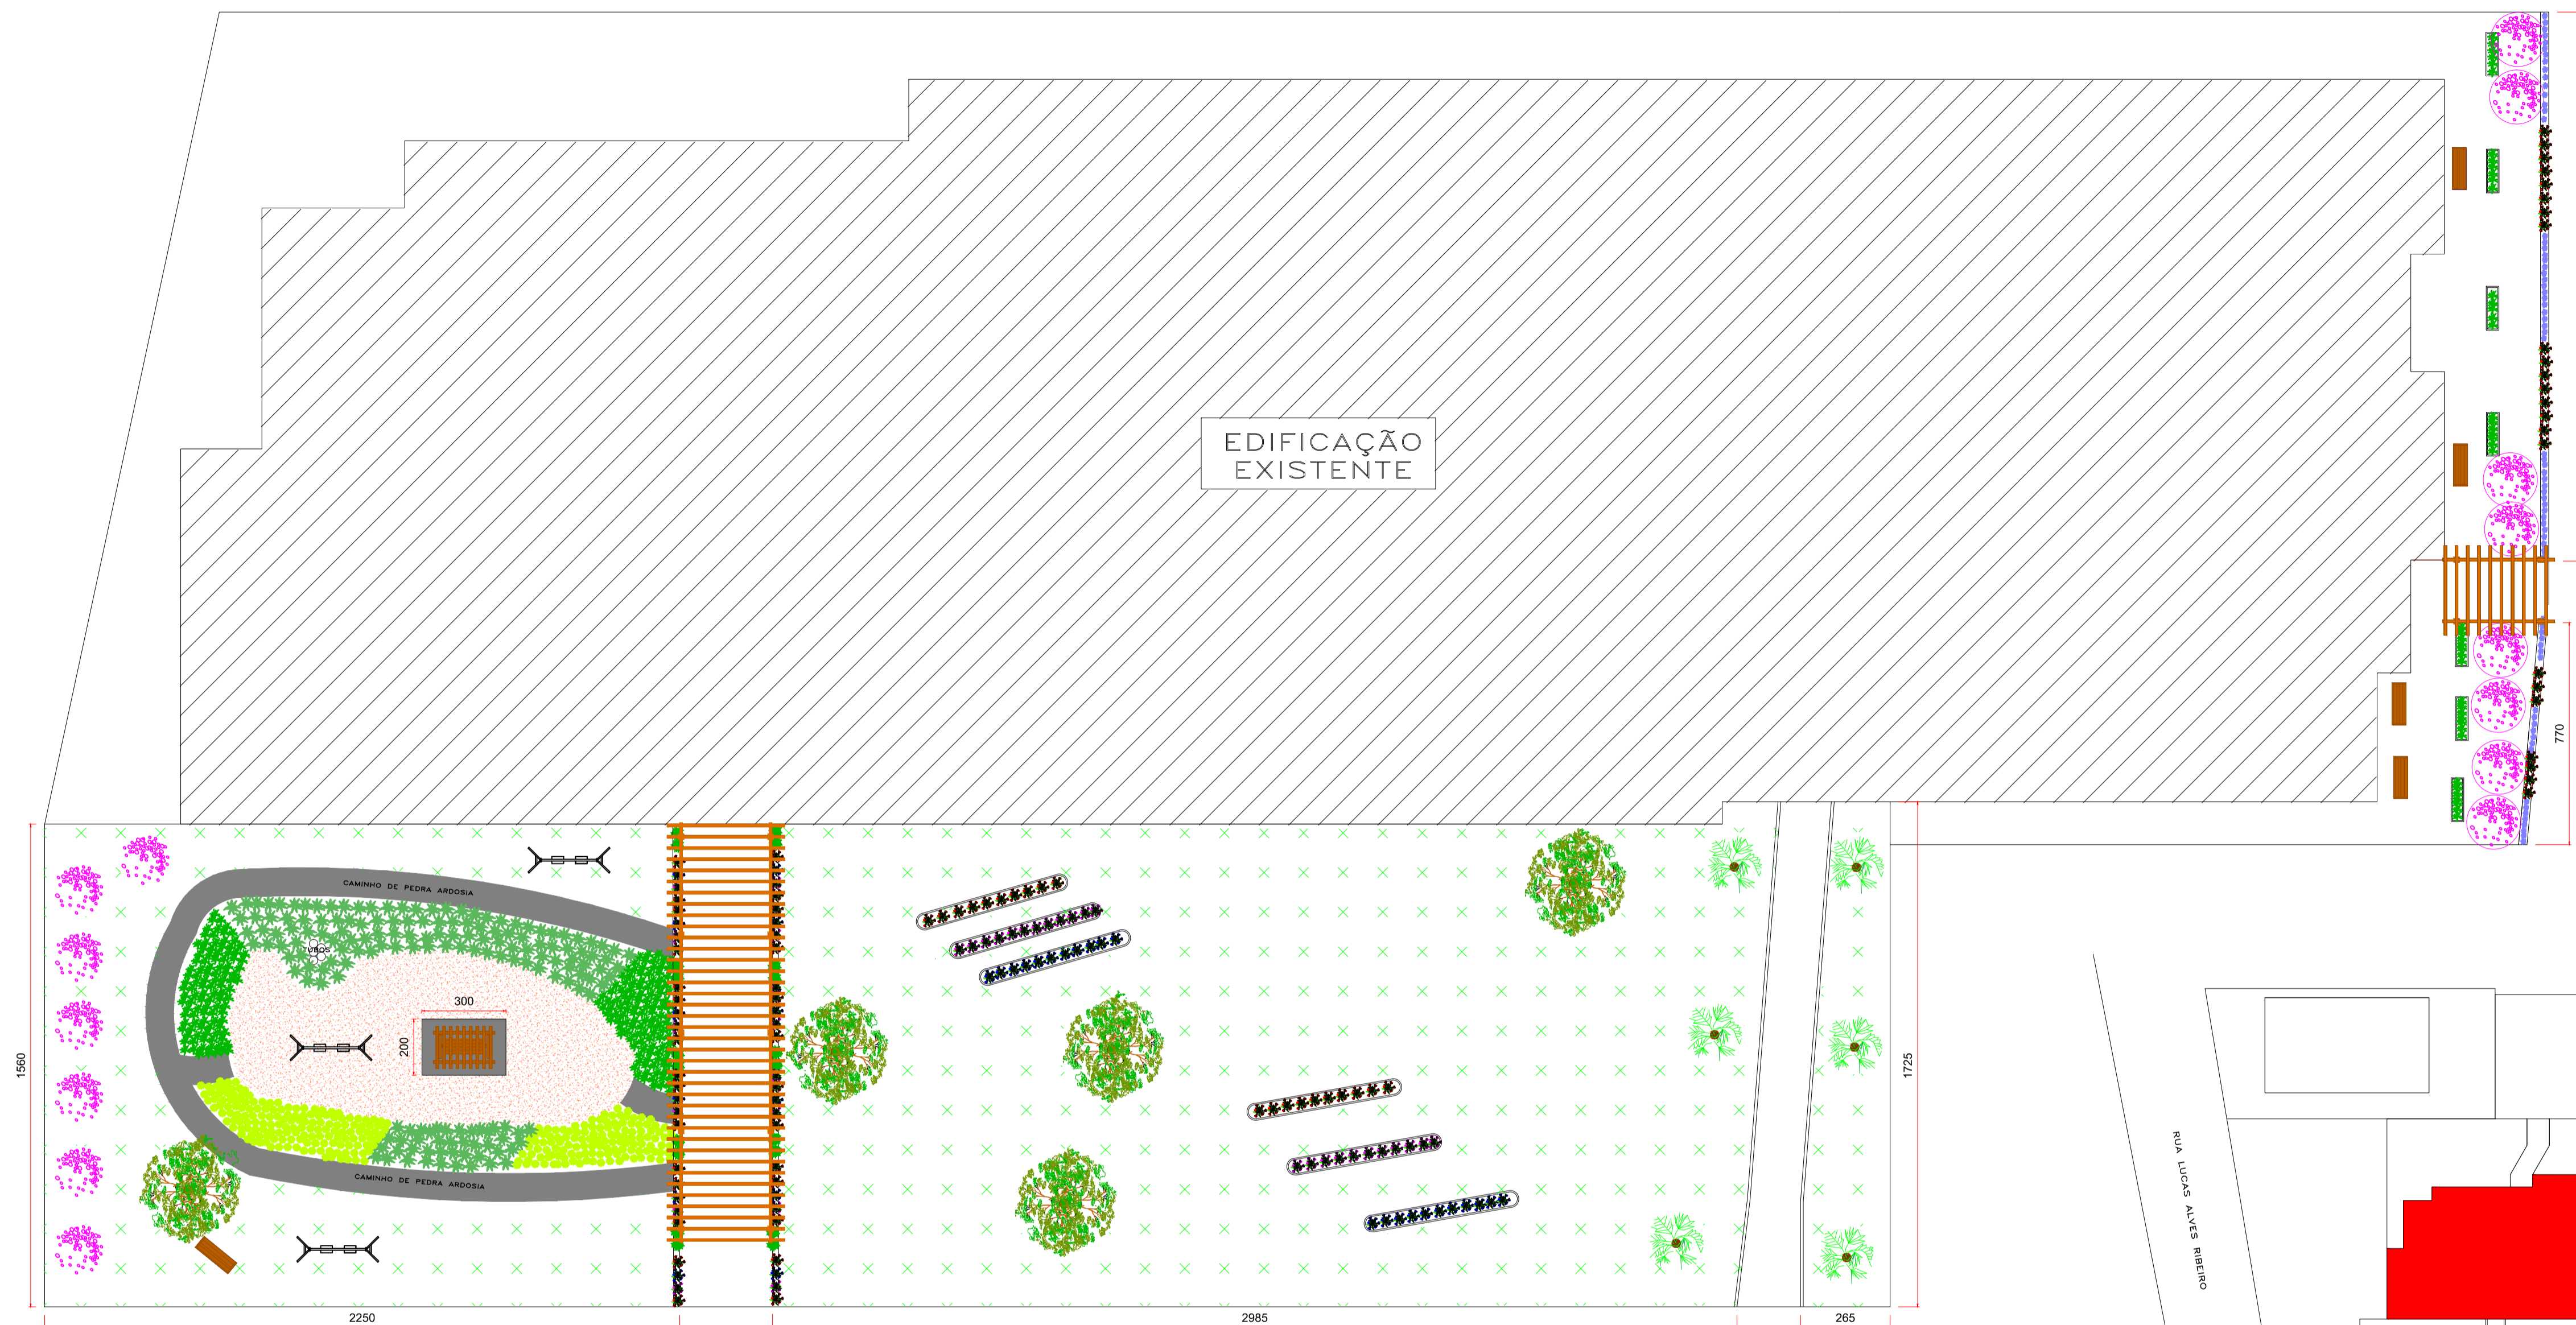 EDIFICAÇÃO
EXISTENTE
770
CAMINHO DE PEDRA ARDOSIA
300
200
1560
1725
CAMINHO DE PEDRA ARDOSIA
RUA LUCAS ALVES RIBEIRO
2250
2985
265